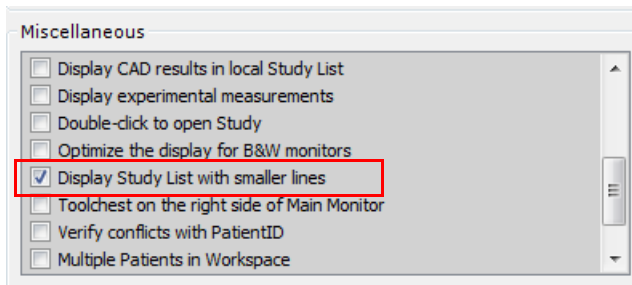 Miscellaneous
Display CAD results in local Study List
Display experimental measurements
Double-click to open Study
Optimize the display for B&W monitors
Display Study List with smaller lines
Toolchest on the right side of Main Monitor
Verify conflicts with PatientID
Multiple Patients in Workspace